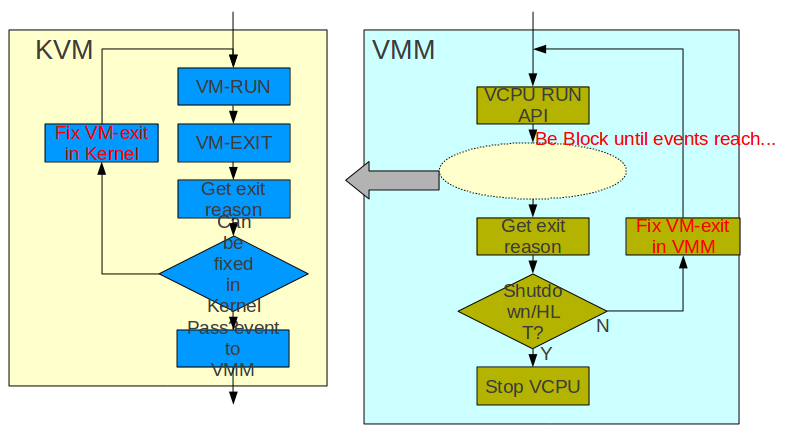 KVM
VM-RUN
VM-EXIT
Fix VM-exit
in Kernel
Get exit
reason
Can
be
fixed
in
Kernel
Pass event
to
VMM
VMM
VCPU RUN
API
Be Block until events reach...
Get exit
reason
Fix VM-exit
in VMM
Shutdo
wn/HL
T?
N
Y
Stop VCPU